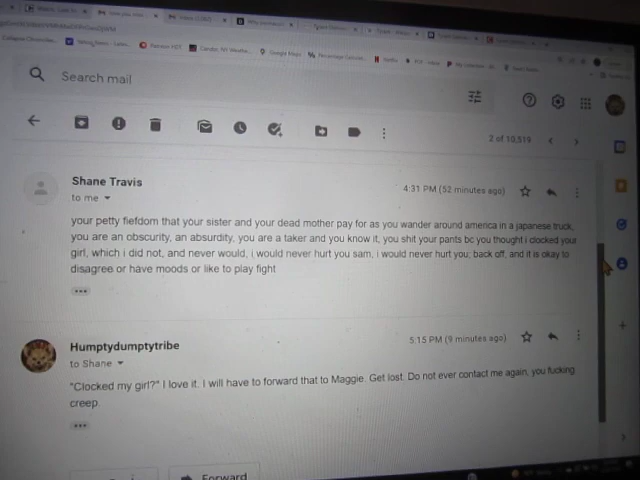 Search mail
2 of 10,519
Shane Travis
4:31 PM (52 minutes ago)
to me
your petty fiefdom that your sister and your dead mother pay for as you wander around america in a japanese truck,
you are an obscurity, an absurdity, you are a taker and you know it, you shit your pants bc you thought i clocked your
girl, which i did not, and never would, i would never hurt you sam, i would never hurt you, back off, and it is okay to
disagree or have moods or like to play fight
Humptydumptytribe
5:15 PM (9 minutes ago)
to Shane
"Clocked my girl?" I love it. I will have to forward that to Maggie. Get lost. Do not ever contact me again, you fucking
creep.
Forward